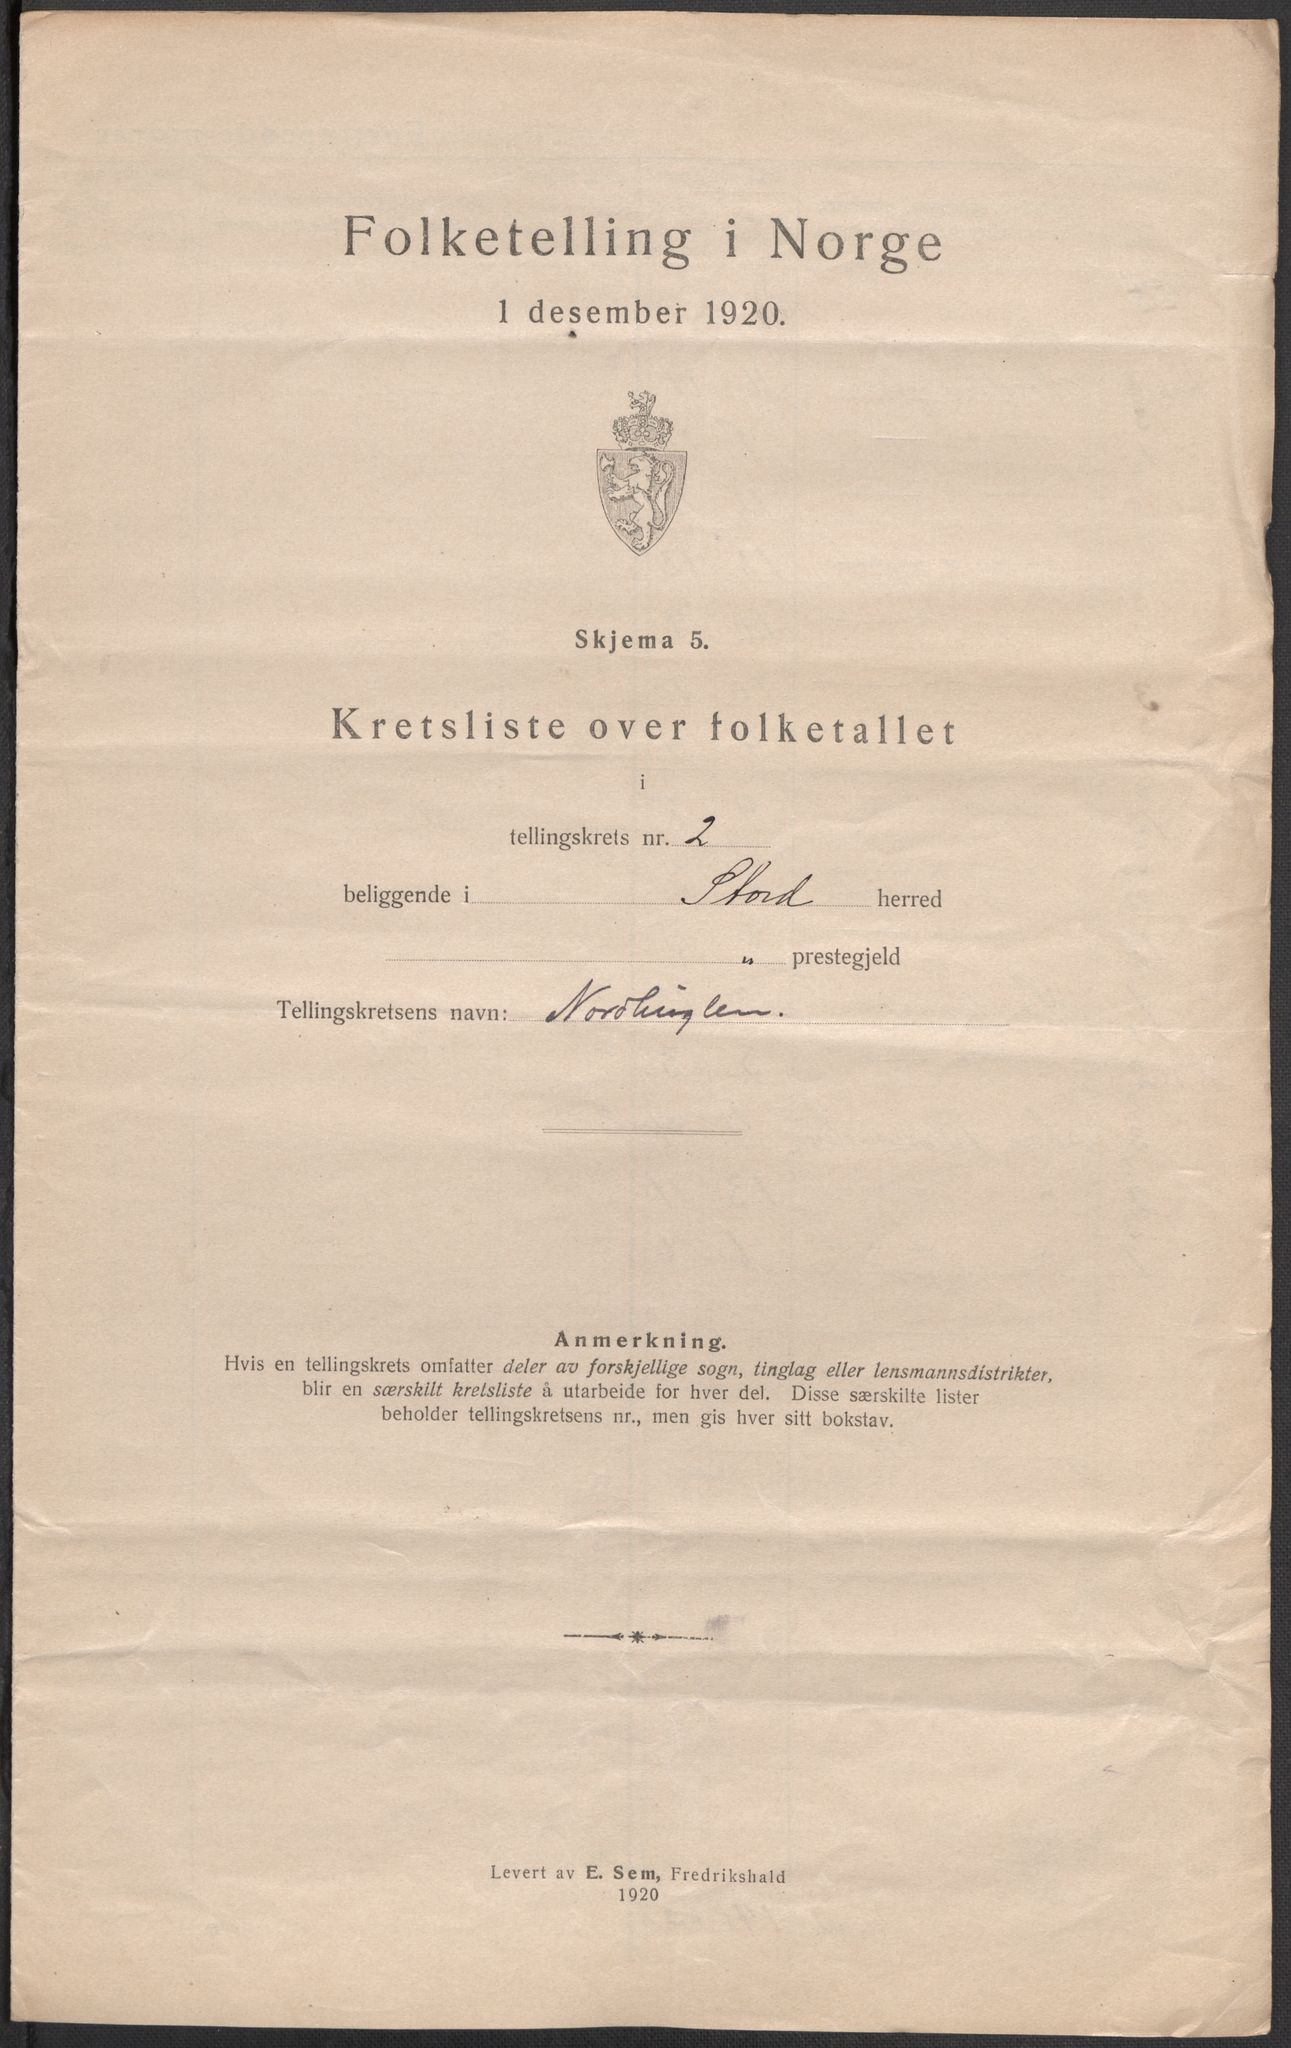 Folketelling i Norge
1 desember 1920.
Skjema 5.
Kretsliste over folketallet
i
tellingskrets nr. 2
beliggende i Stord herred
„ prestegjeld
Tellingskretsens navn: Nordhuglen.
Anmerkning.
Hvis en tellingskrets omfatter deler av forskjellige sogn, tinglag eller lensmannsdistrikter,
blir en særskilt kretsliste å utarbeide for hver del. Disse særskilte lister
beholder tellingskretsens nr., men gis hver sitt bokstav.
Levert av E. Sem, Fredrikshald
1920